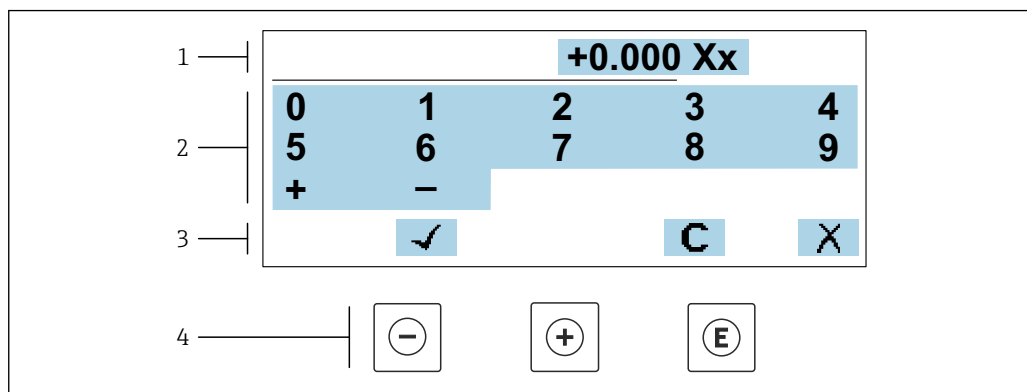 1 +0.000 Xx
0 1 2 3 4
2 5 6 7 8 9
+ −
3 ✓ C X
4 − + E